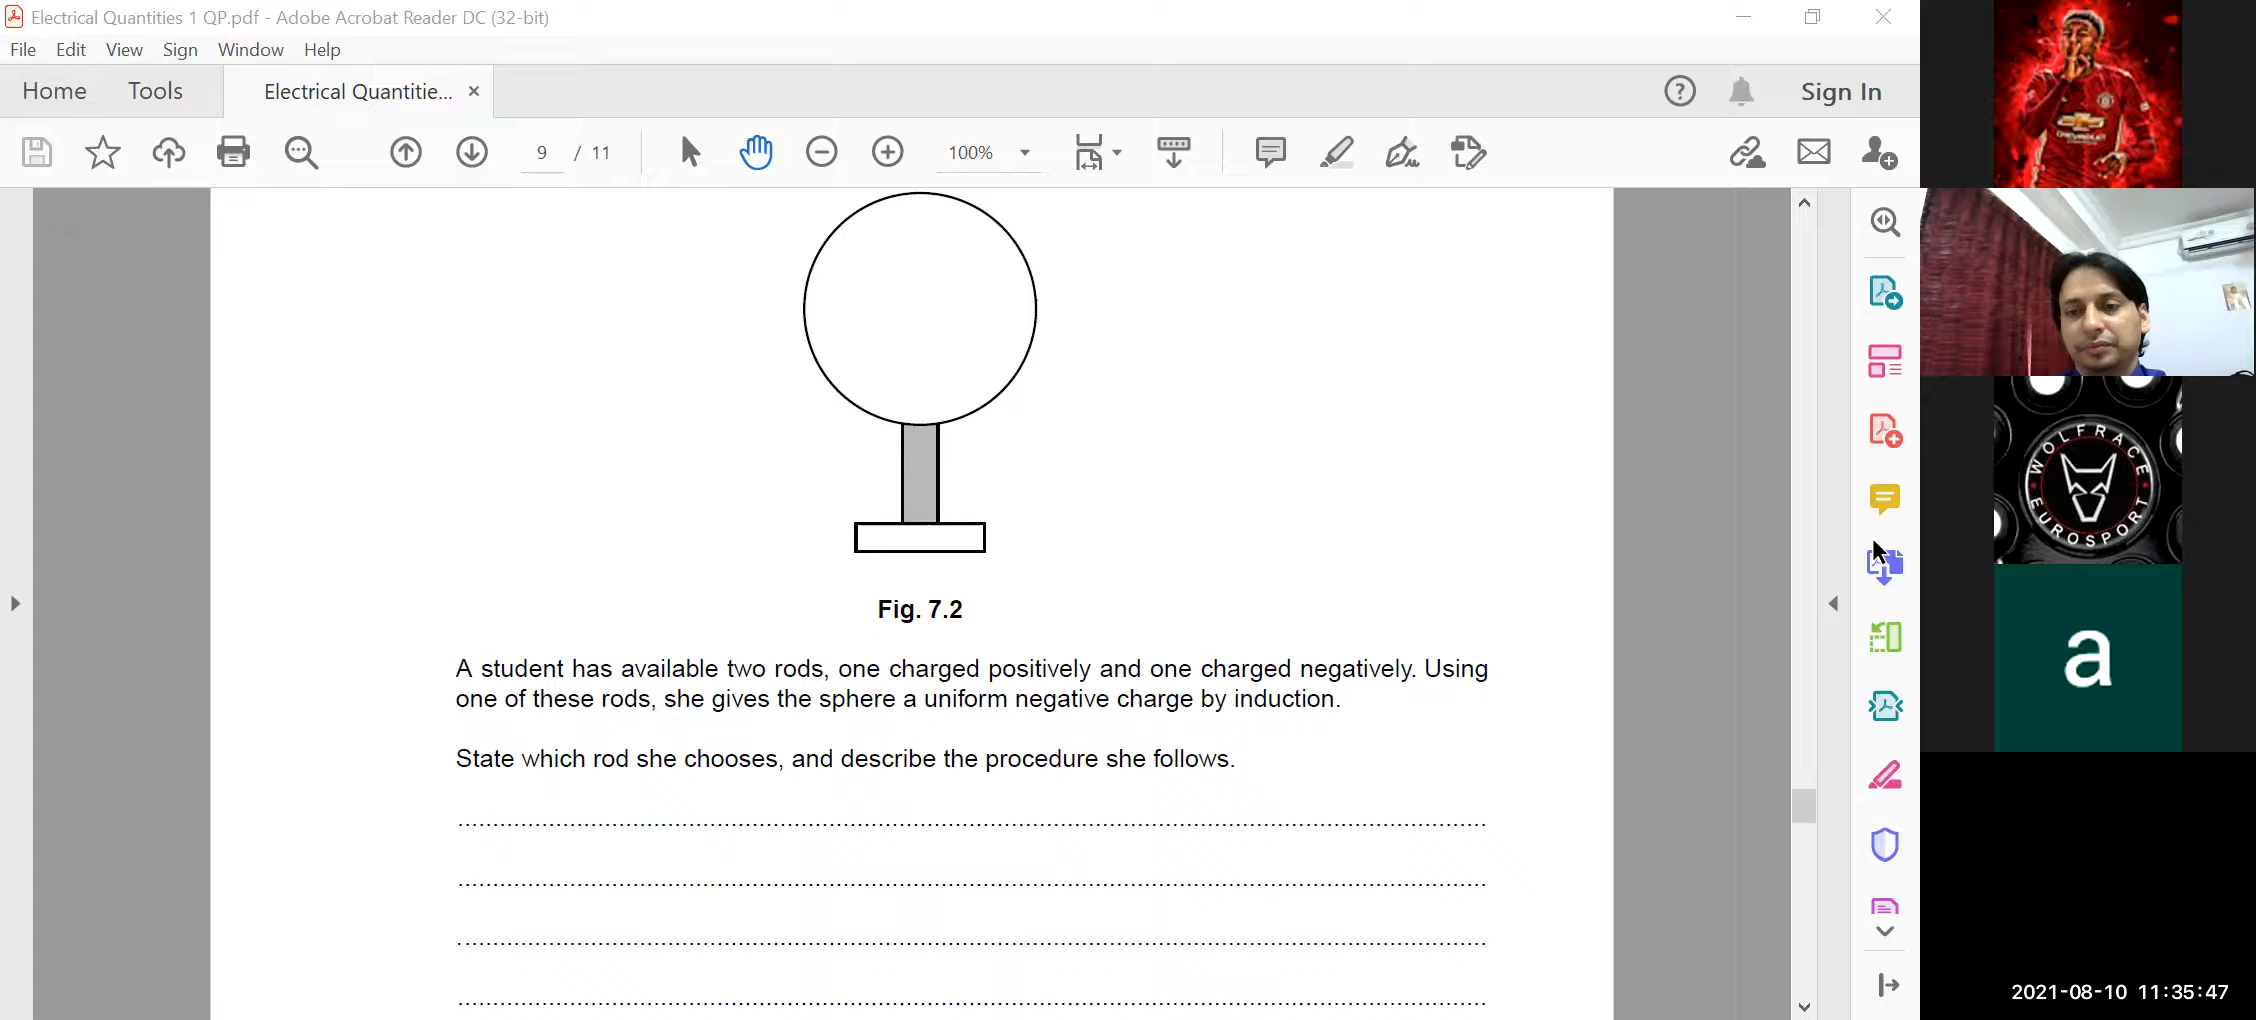 Electrical Quantities 1 QP.pdf - Adobe Acrobat Reader DC (32-bit)
File Edit View Sign Window Help
Home Tools Electrical Quantitie... × Sign In
9 / 11 100%
Fig. 7.2
A student has available two rods, one charged positively and one charged negatively. Using
one of these rods, she gives the sphere a uniform negative charge by induction.
State which rod she chooses, and describe the procedure she follows.
CHEVROLET
WOLFRACE
EUROSPORT
a
2021-08-10 11:35:47